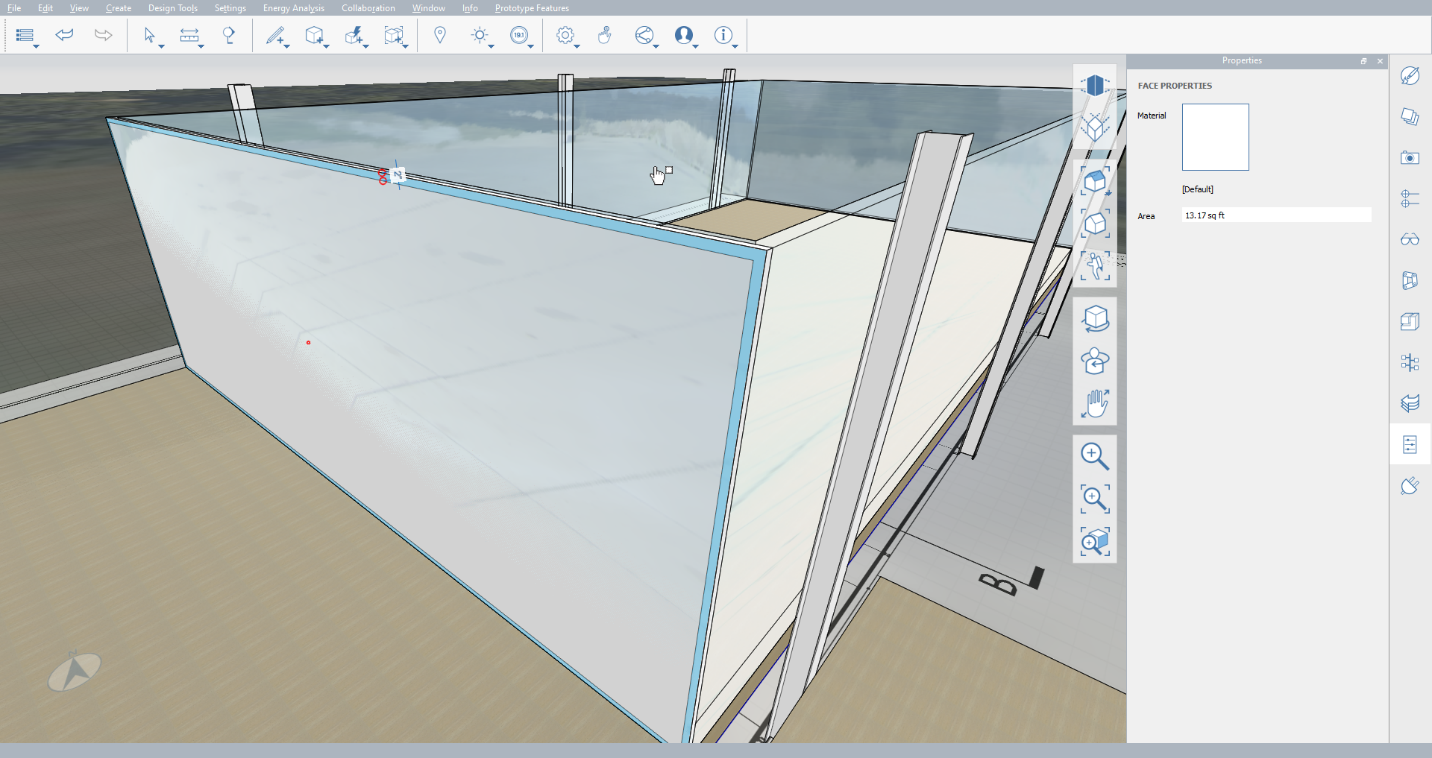 File Edit View Create Design Tools Settings Energy Analysis Collaboration Window Info Prototype Features
Properties
FACE PROPERTIES
Material
[Default]
Area 13.17 sq ft
B